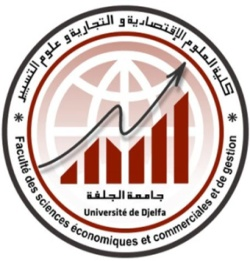 كلية العلوم الإقتصادية و التجارية و علوم التسيير
جامعة الجلفة
Université de Djelfa
Faculté des sciences économiques et commerciales et de gestion